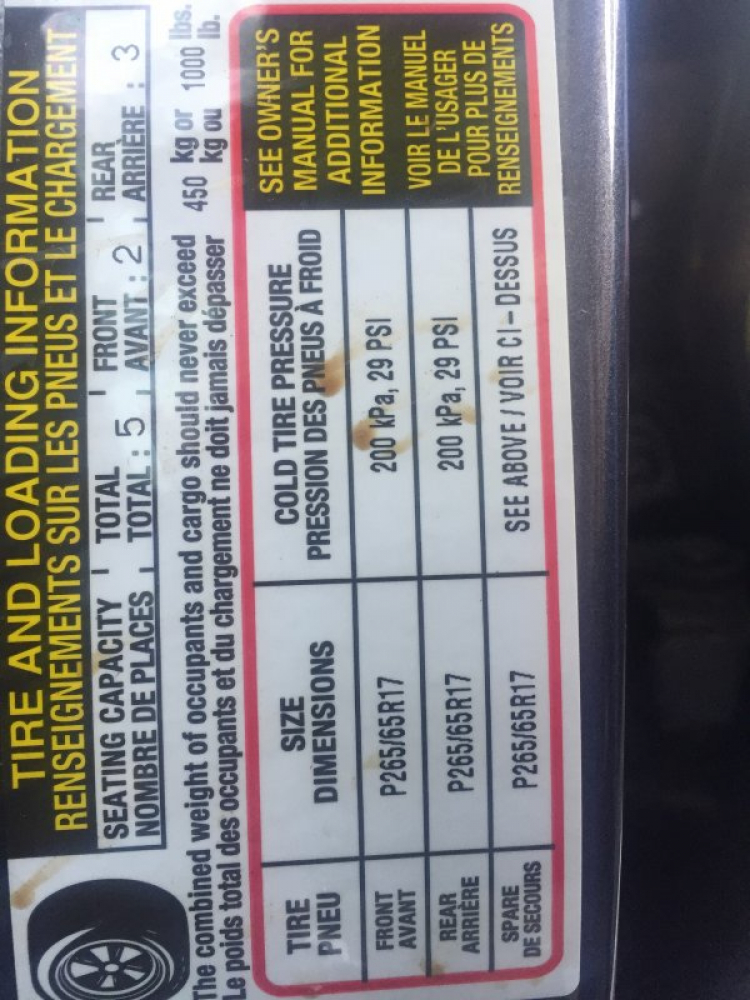 TIRE AND LOADING INFORMATION
RENSEIGNEMENTS SUR LES PNEUS ET LE CHARGEMENT
SEATING CAPACITY TOTAL FRONT REAR
NOMBRE DE PLACES TOTAL : 5 AVANT : 2 ARRIÈRE : 3
The combined weight of occupants and cargo should never exceed 450 kg or 1000 lbs.
Le poids total des occupants et du chargement ne doit jamais dépasser kg ou lb.
TIRE
PNEU
SIZE
DIMENSIONS
COLD TIRE PRESSURE
PRESSION DES PNEUS À FROID
FRONT
AVANT
P265/65R17
200 kPa, 29 PSI
REAR
ARRIÈRE
P265/65R17
200 kPa, 29 PSI
SPARE
DE SECOURS
P265/65R17
SEE ABOVE / VOIR CI-DESSUS
SEE OWNER'S
MANUAL FOR
ADDITIONAL
INFORMATION
VOIR LE MANUEL
DE L'USAGER
POUR PLUS DE
RENSEIGNEMENTS